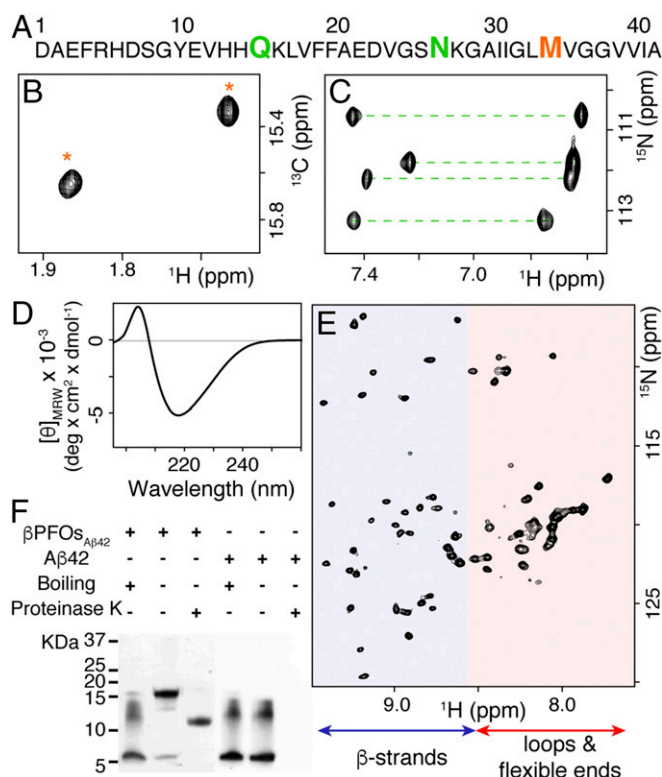 A
1 10 20 30 40
DAEFRHDSGYEVHHQKLVFFAEDVGSNKGAIIGLMVGGVVIA
B
*
*
15.4
15.8
¹³C (ppm)
1.9 1.8
¹H (ppm)
C
111
113
¹⁵N (ppm)
7.4 7.0
¹H (ppm)
D
[θ]MRW x 10-3
(deg x cm² x dmol-1)
0
-5
220 240
Wavelength (nm)
E
¹⁵N (ppm)
115
120
125
9.0 8.0
¹H (ppm)
β-strands
loops &
flexible ends
F
βPFOsAβ42 + + + - - -
Aβ42 - - - + + +
Boiling + - - + - -
Proteinase K - - + - - +
KDa
37
25
20
15
10
5